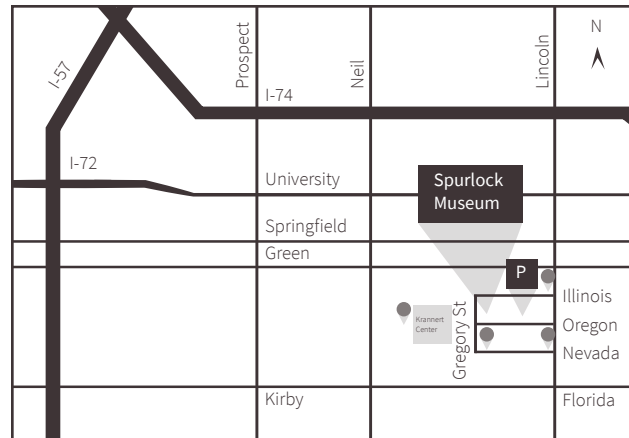 N
I-57
Prospect
Neil
Lincoln
I-74
I-72
University
Spurlock
Museum
Springfield
Green
P
Illinois
Krannert
Center
Gregory St
Oregon
Nevada
Kirby
Florida